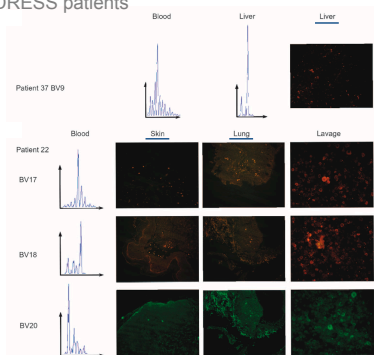 DRESS patients
Blood
Liver
Liver
Patient 37 BV9
Blood
Skin
Lung
Lavage
Patient 22
BV17
BV18
BV20